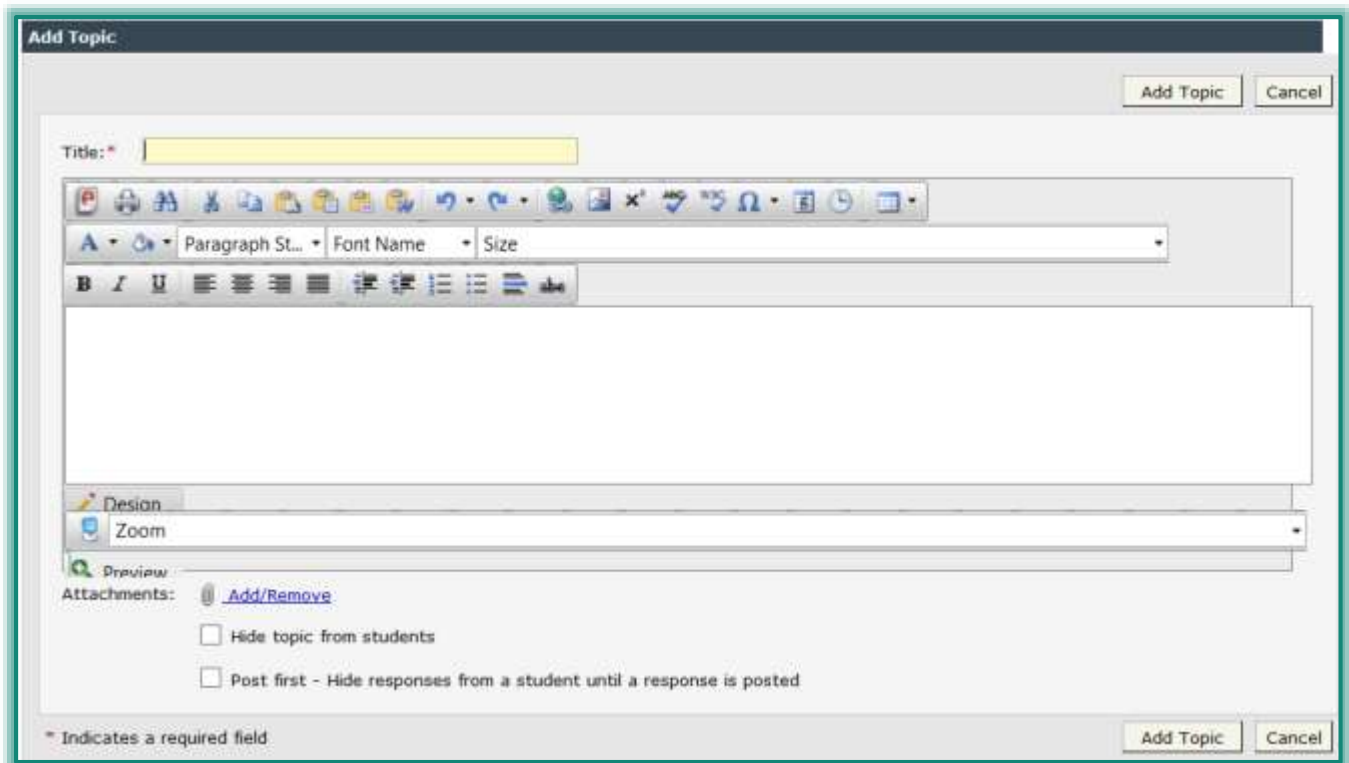 Add Topic
Add Topic Cancel
Title:*
A Paragraph St... Font Name Size
B I U abc
Design
Zoom
Preview
Attachments: Add/Remove
Hide topic from students
Post first - Hide responses from a student until a response is posted
* Indicates a required field Add Topic Cancel